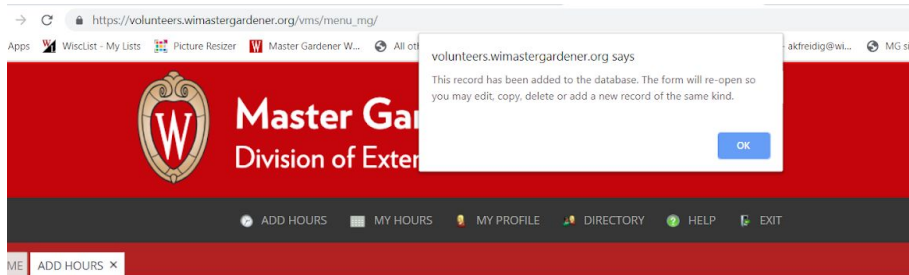 https://volunteers.wimastergardener.org/vms/menu_mg/
Apps WiscList - My Lists Picture Resizer Master Gardener W... All otl - akfreidig@wi... MG si
volunteers.wimastergardener.org says
This record has been added to the database. The form will re-open so
you may edit, copy, delete or add a new record of the same kind.
OK
W
Master Gar
Division of Exter
ADD HOURS MY HOURS MY PROFILE DIRECTORY HELP EXIT
ME ADD HOURS ×